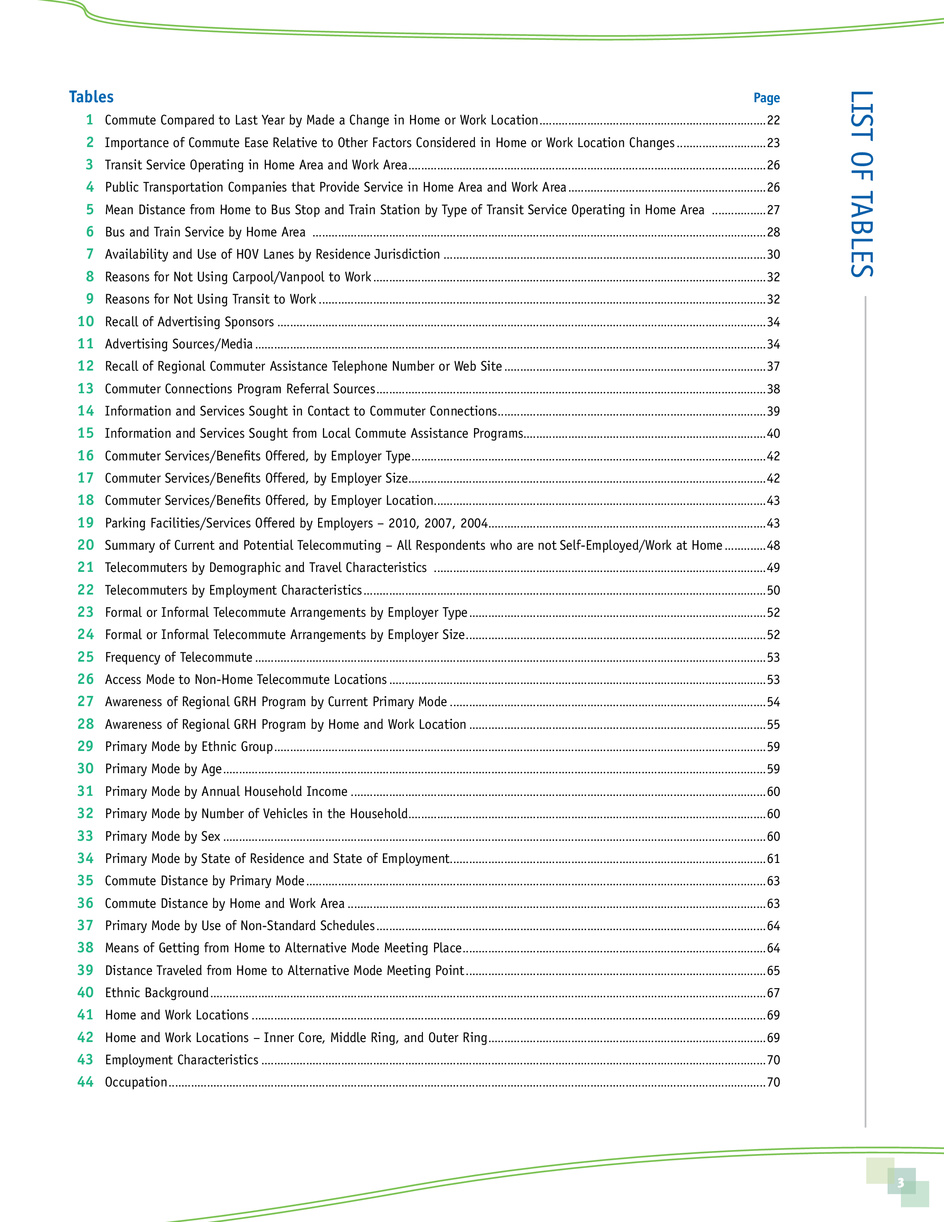 Tables Page
1 Commute Compared to Last Year by Made a Change in Home or Work Location.....22
2 Importance of Commute Ease Relative to Other Factors Considered in Home or Work Location Changes.....23
3 Transit Service Operating in Home Area and Work Area.....26
4 Public Transportation Companies that Provide Service in Home Area and Work Area.....26
5 Mean Distance from Home to Bus Stop and Train Station by Type of Transit Service Operating in Home Area .....27
6 Bus and Train Service by Home Area .....28
7 Availability and Use of HOV Lanes by Residence Jurisdiction .....30
8 Reasons for Not Using Carpool/Vanpool to Work.....32
9 Reasons for Not Using Transit to Work.....32
10 Recall of Advertising Sponsors .....34
11 Advertising Sources/Media.....34
12 Recall of Regional Commuter Assistance Telephone Number or Web Site.....37
13 Commuter Connections Program Referral Sources.....38
14 Information and Services Sought in Contact to Commuter Connections.....39
15 Information and Services Sought from Local Commute Assistance Programs.....40
16 Commuter Services/Benefits Offered, by Employer Type.....42
17 Commuter Services/Benefits Offered, by Employer Size.....42
18 Commuter Services/Benefits Offered, by Employer Location.....43
19 Parking Facilities/Services Offered by Employers – 2010, 2007, 2004.....43
20 Summary of Current and Potential Telecommuting – All Respondents who are not Self-Employed/Work at Home.....48
21 Telecommuters by Demographic and Travel Characteristics .....49
22 Telecommuters by Employment Characteristics.....50
23 Formal or Informal Telecommute Arrangements by Employer Type.....52
24 Formal or Informal Telecommute Arrangements by Employer Size.....52
25 Frequency of Telecommute.....53
26 Access Mode to Non-Home Telecommute Locations.....53
27 Awareness of Regional GRH Program by Current Primary Mode.....54
28 Awareness of Regional GRH Program by Home and Work Location.....55
29 Primary Mode by Ethnic Group.....59
30 Primary Mode by Age.....59
31 Primary Mode by Annual Household Income .....60
32 Primary Mode by Number of Vehicles in the Household.....60
33 Primary Mode by Sex.....60
34 Primary Mode by State of Residence and State of Employment.....61
35 Commute Distance by Primary Mode.....63
36 Commute Distance by Home and Work Area.....63
37 Primary Mode by Use of Non-Standard Schedules.....64
38 Means of Getting from Home to Alternative Mode Meeting Place.....64
39 Distance Traveled from Home to Alternative Mode Meeting Point.....65
40 Ethnic Background.....67
41 Home and Work Locations.....69
42 Home and Work Locations – Inner Core, Middle Ring, and Outer Ring.....69
43 Employment Characteristics.....70
44 Occupation.....70
LIST OF TABLES
3